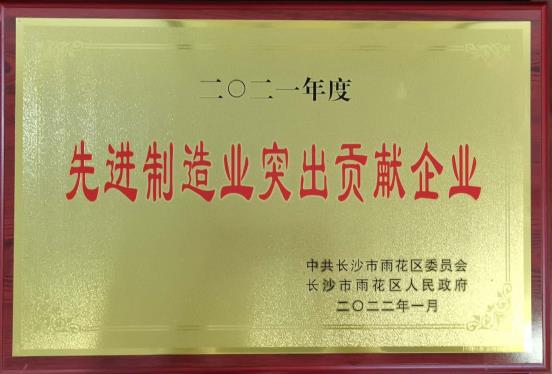 二〇二一年度
先进制造业突出贡献企业
中共长沙市雨花区委员会
长沙市雨花区人民政府
二〇二二年一月